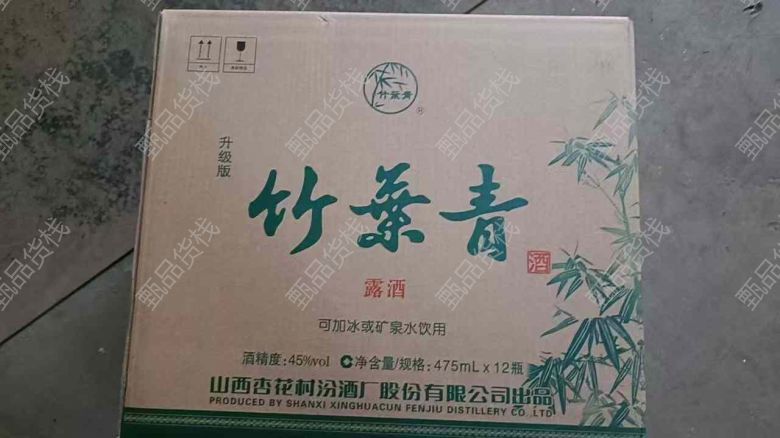 竹葉青
®
升级版
竹葉青
酒
露酒
可加冰或矿泉水饮用
酒精度:45%vol 净含量/规格:475mL x 12瓶
山西杏花村汾酒厂股份有限公司出品
PRODUCED BY SHANXI XINGHUACUN FENJIU DISTILLERY CO.,LTD
甄品货栈